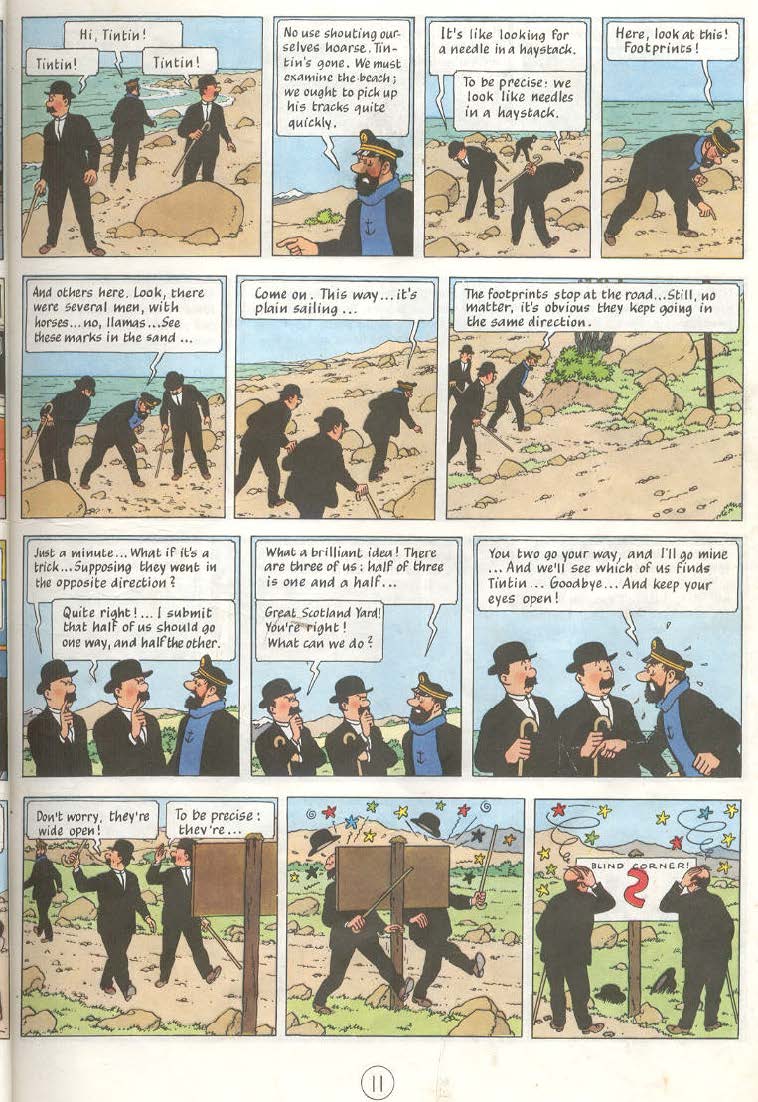 Hi, Tintin!
Tintin!
Tintin!
No use shouting our-
selves hoarse. Tin-
tin's gone. We must
examine the beach;
we ought to pick up
his tracks quite
quickly.
It's like looking for
a needle in a haystack.
To be precise: we
look like needles
in a haystack.
Here, look at this!
Footprints!
And others here. Look, there
were several men, with
horses...no, llamas...See
these marks in the sand ...
Come on. This way...it's
plain sailing ...
The footprints stop at the road...Still, no
matter, it's obvious they kept going in
the same direction.
Just a minute... What if it's a
trick...Supposing they went in
the opposite direction?
Quite right!... I submit
that half of us should go
one way, and half the other.
What a brilliant idea! There
are three of us: half of three
is one and a half...
Great Scotland Yard!
You're right!
What can we do?
You two go your way, and I'll go mine
... And we'll see which of us finds
Tintin ... Goodbye... And keep your
eyes open!
Don't worry, they're
wide open!
To be precise:
they're...
BLIND CORNER!
11